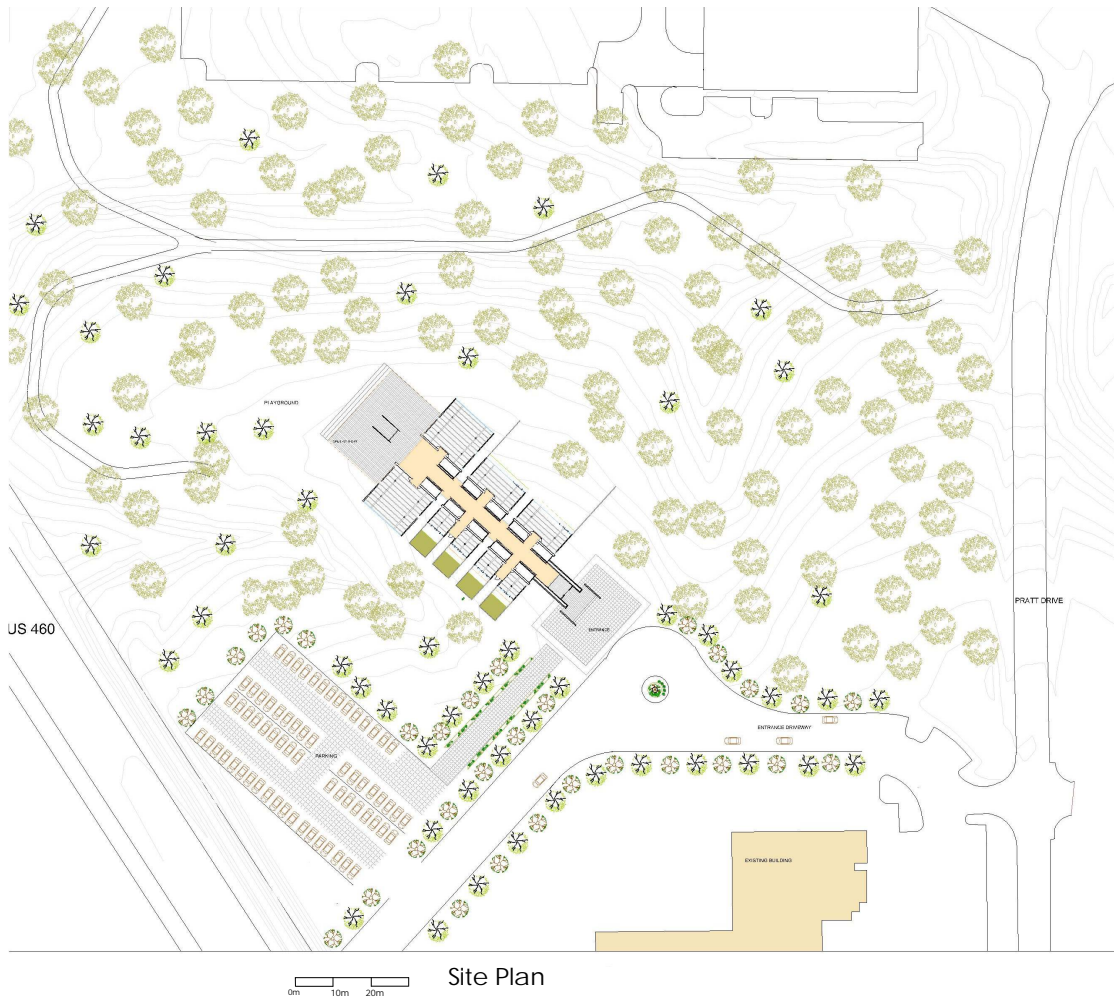 PLAYGROUND
US 460
PRATT DRIVE
ENTRANCE
ENTRANCE DRIVEWAY
PARKING
EXISTING BUILDING
0m 10m 20m
Site Plan